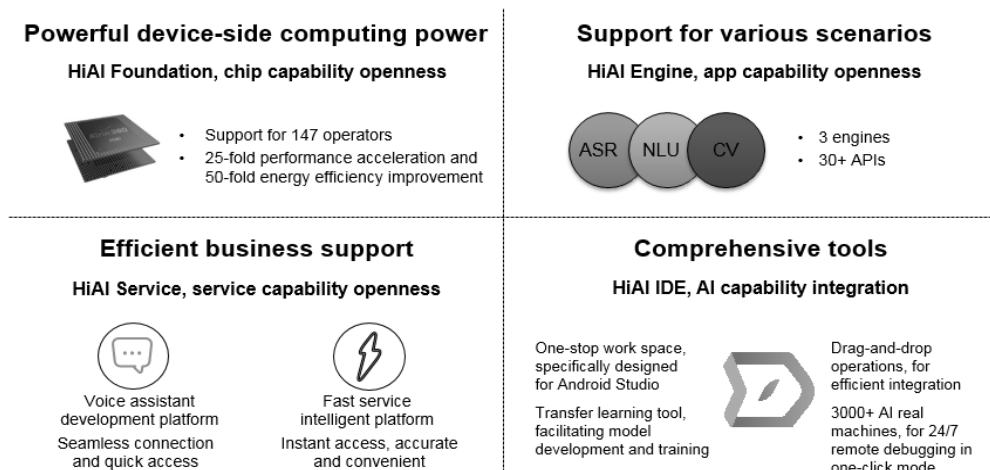 Powerful device-side computing power
HiAI Foundation, chip capability openness
• Support for 147 operators
• 25-fold performance acceleration and
50-fold energy efficiency improvement
Support for various scenarios
HiAI Engine, app capability openness
ASR NLU CV
• 3 engines
• 30+ APIs
Efficient business support
HiAI Service, service capability openness
Voice assistant
development platform
Seamless connection
and quick access
Fast service
intelligent platform
Instant access, accurate
and convenient
Comprehensive tools
HiAI IDE, AI capability integration
One-stop work space,
specifically designed
for Android Studio
Transfer learning tool,
facilitating model
development and training
Drag-and-drop
operations, for
efficient integration
3000+ AI real
machines, for 24/7
remote debugging in
one-click mode